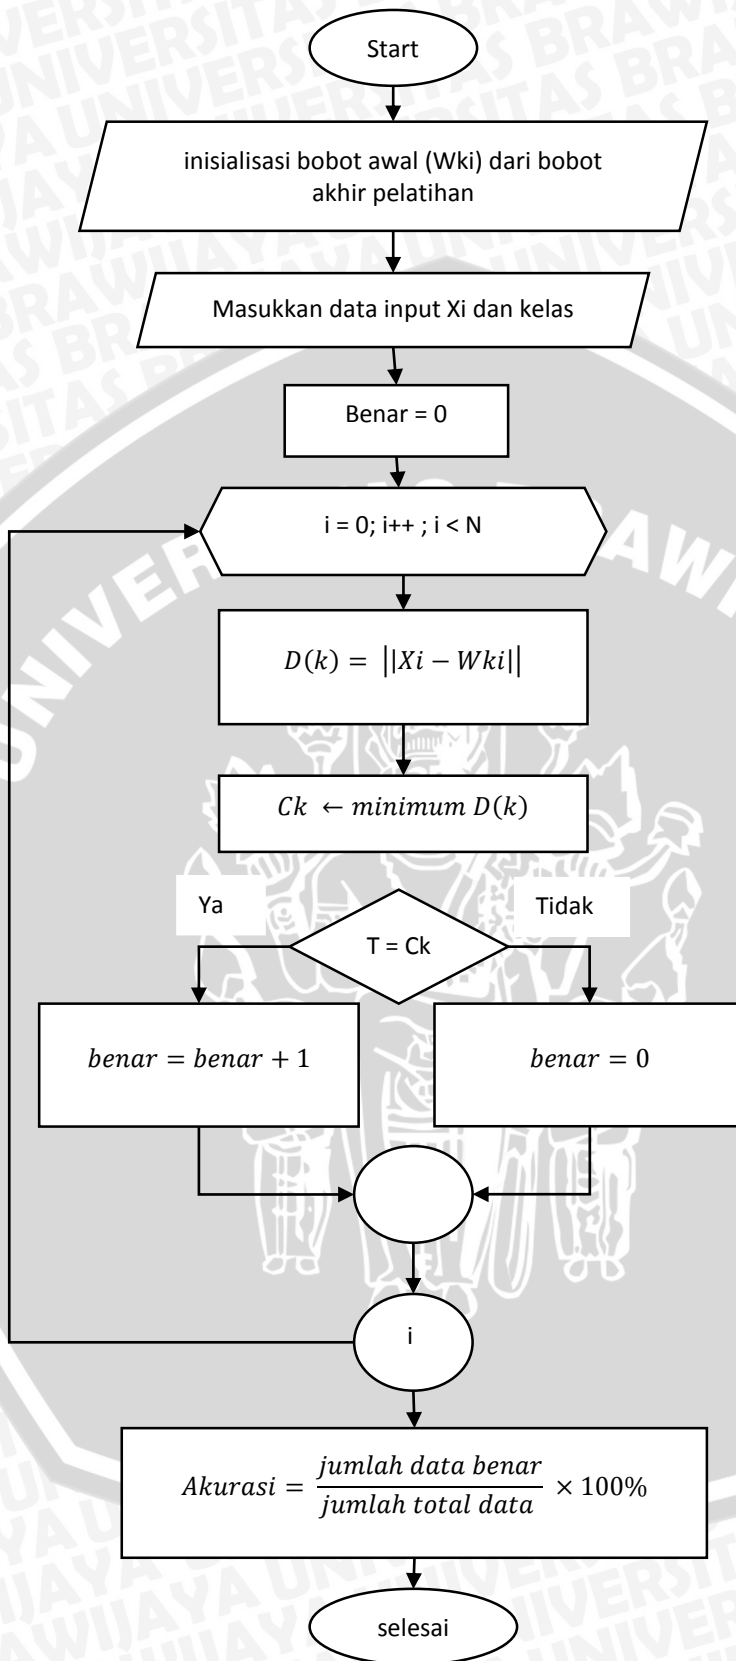 Start
inisialisasi bobot awal (Wki) dari bobot
akhir pelatihan
Masukkan data input Xi dan kelas
Benar = 0
i = 0; i++ ; i < N
D(k) = ||Xi − Wki||
Ck ← minimum D(k)
Ya
Tidak
T = Ck
benar = benar + 1
benar = 0
i
Akurasi = jumlah data benar / jumlah total data × 100%
selesai